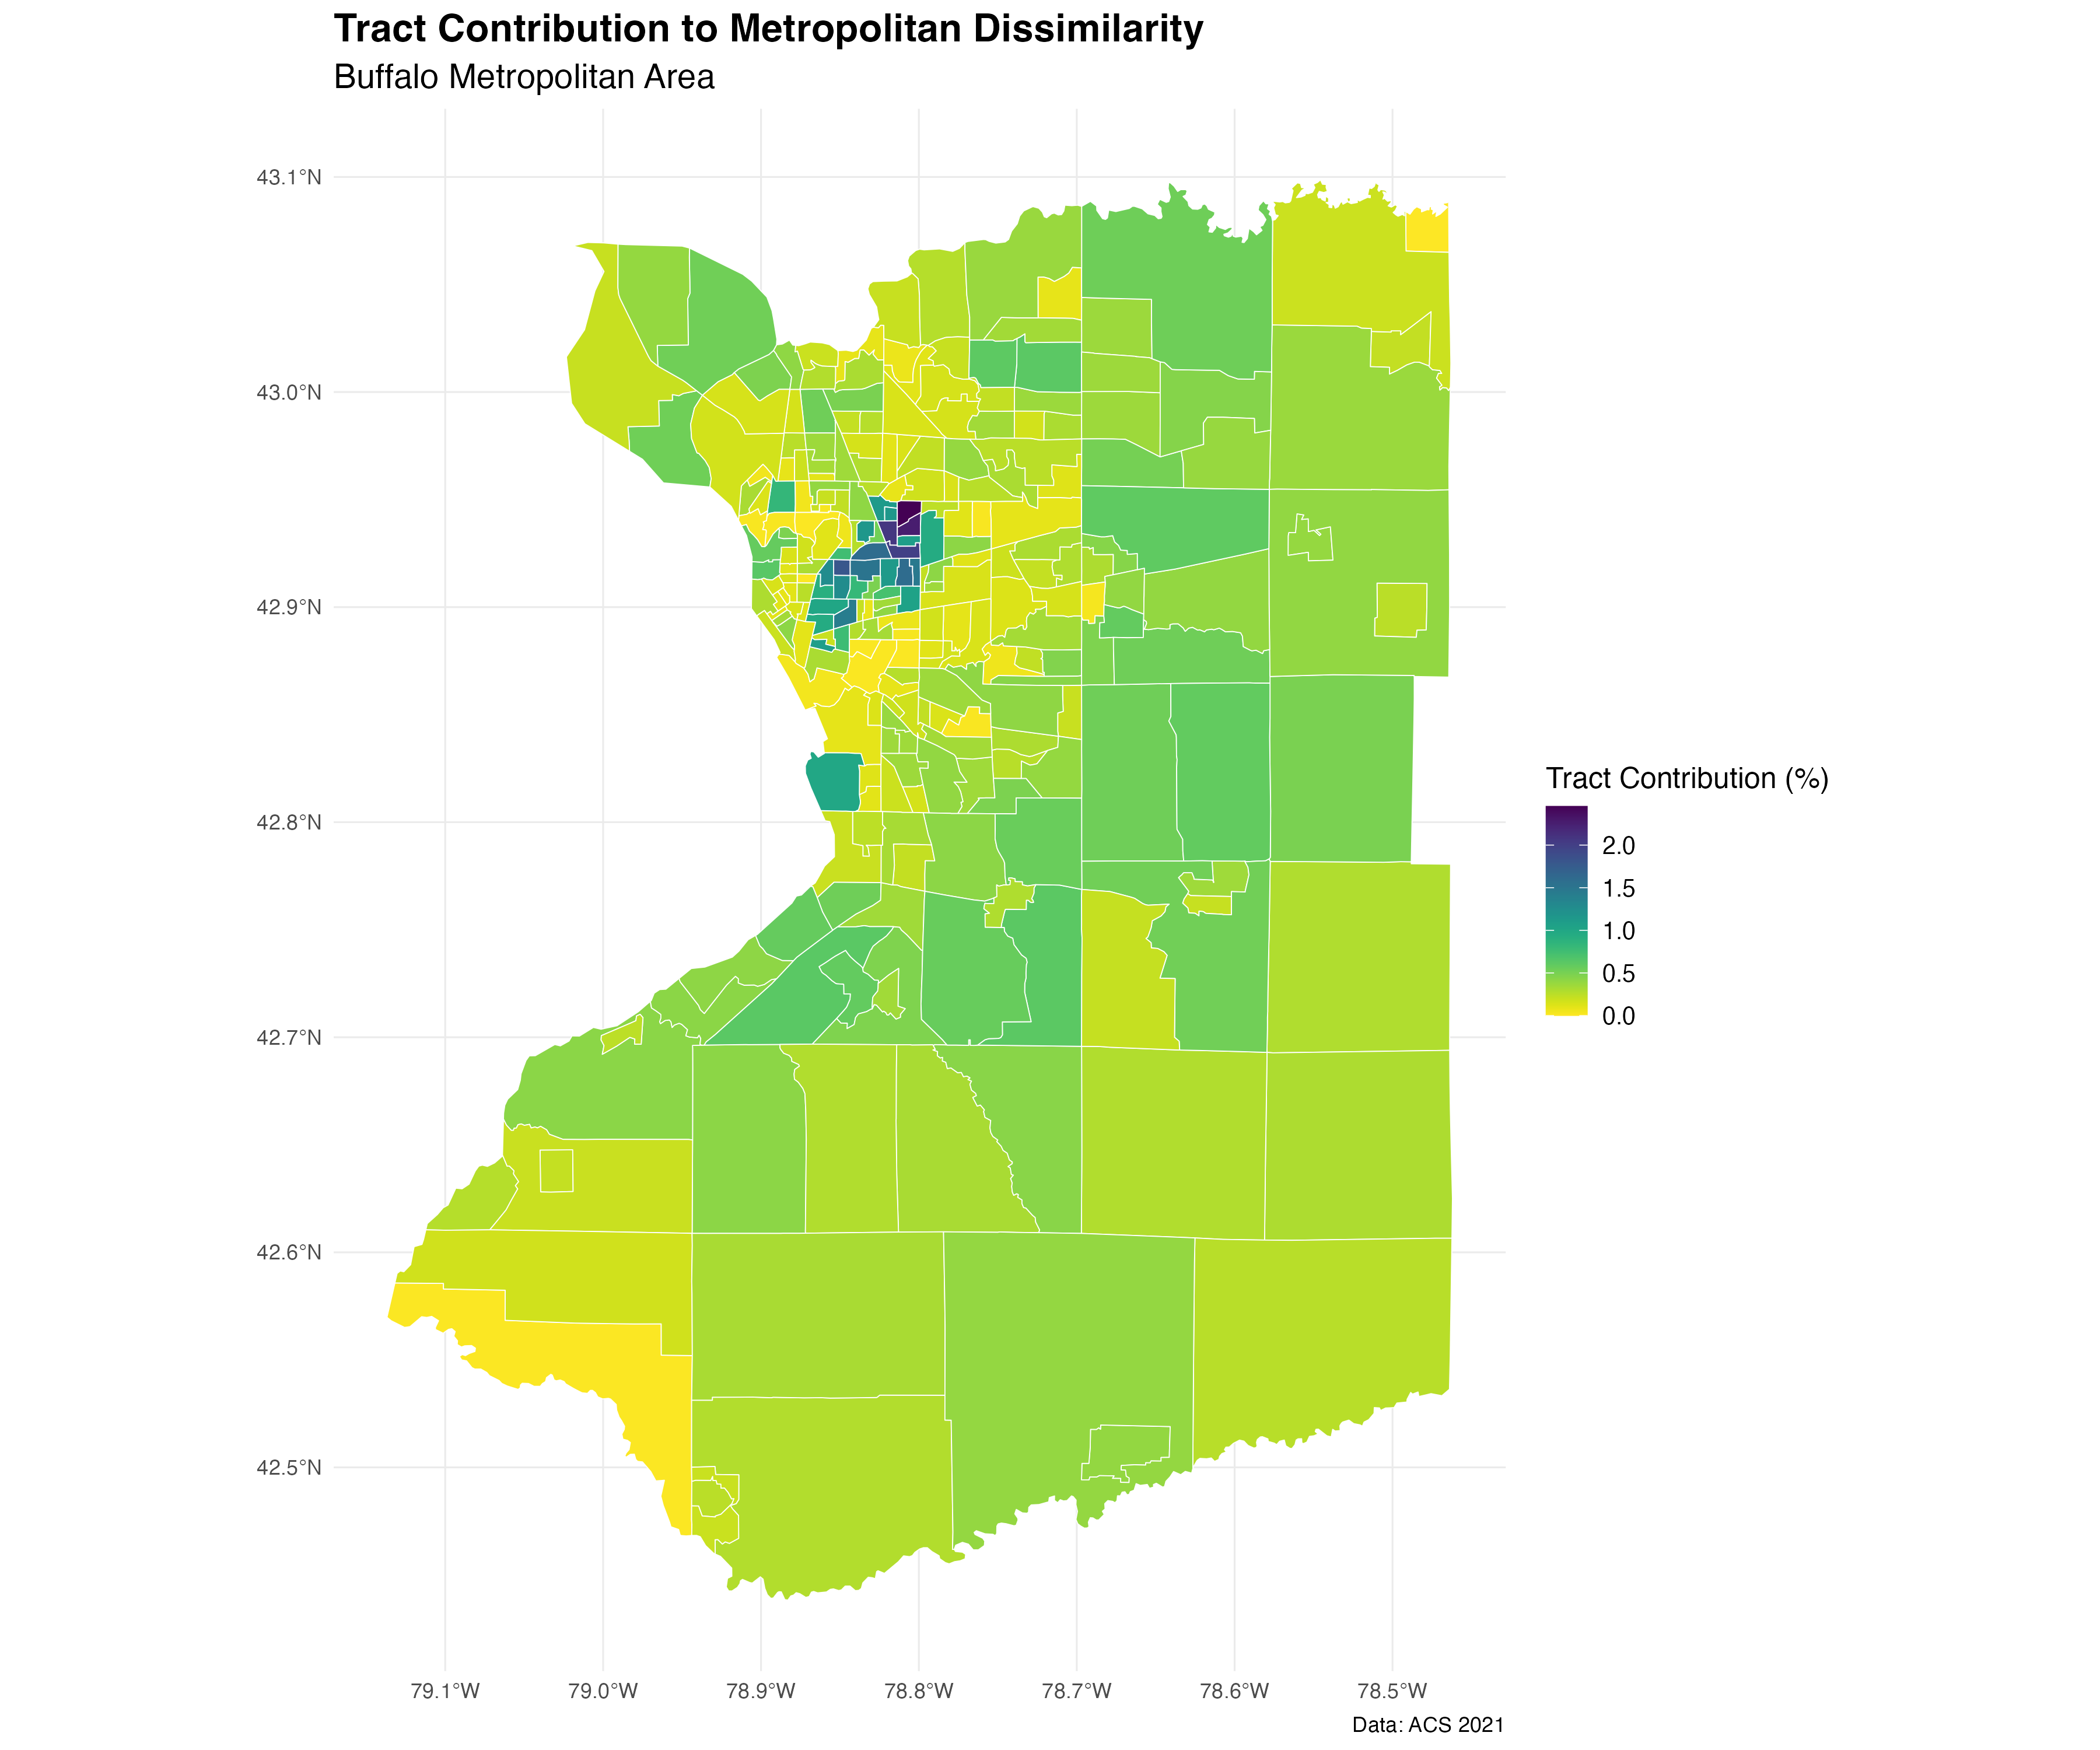 Tract Contribution to Metropolitan Dissimilarity
Buffalo Metropolitan Area
43.1°N
43.0°N
42.9°N
42.8°N
42.7°N
42.6°N
42.5°N
79.1°W 79.0°W 78.9°W 78.8°W 78.7°W 78.6°W 78.5°W
Tract Contribution (%)
2.0
1.5
1.0
0.5
0.0
Data: ACS 2021